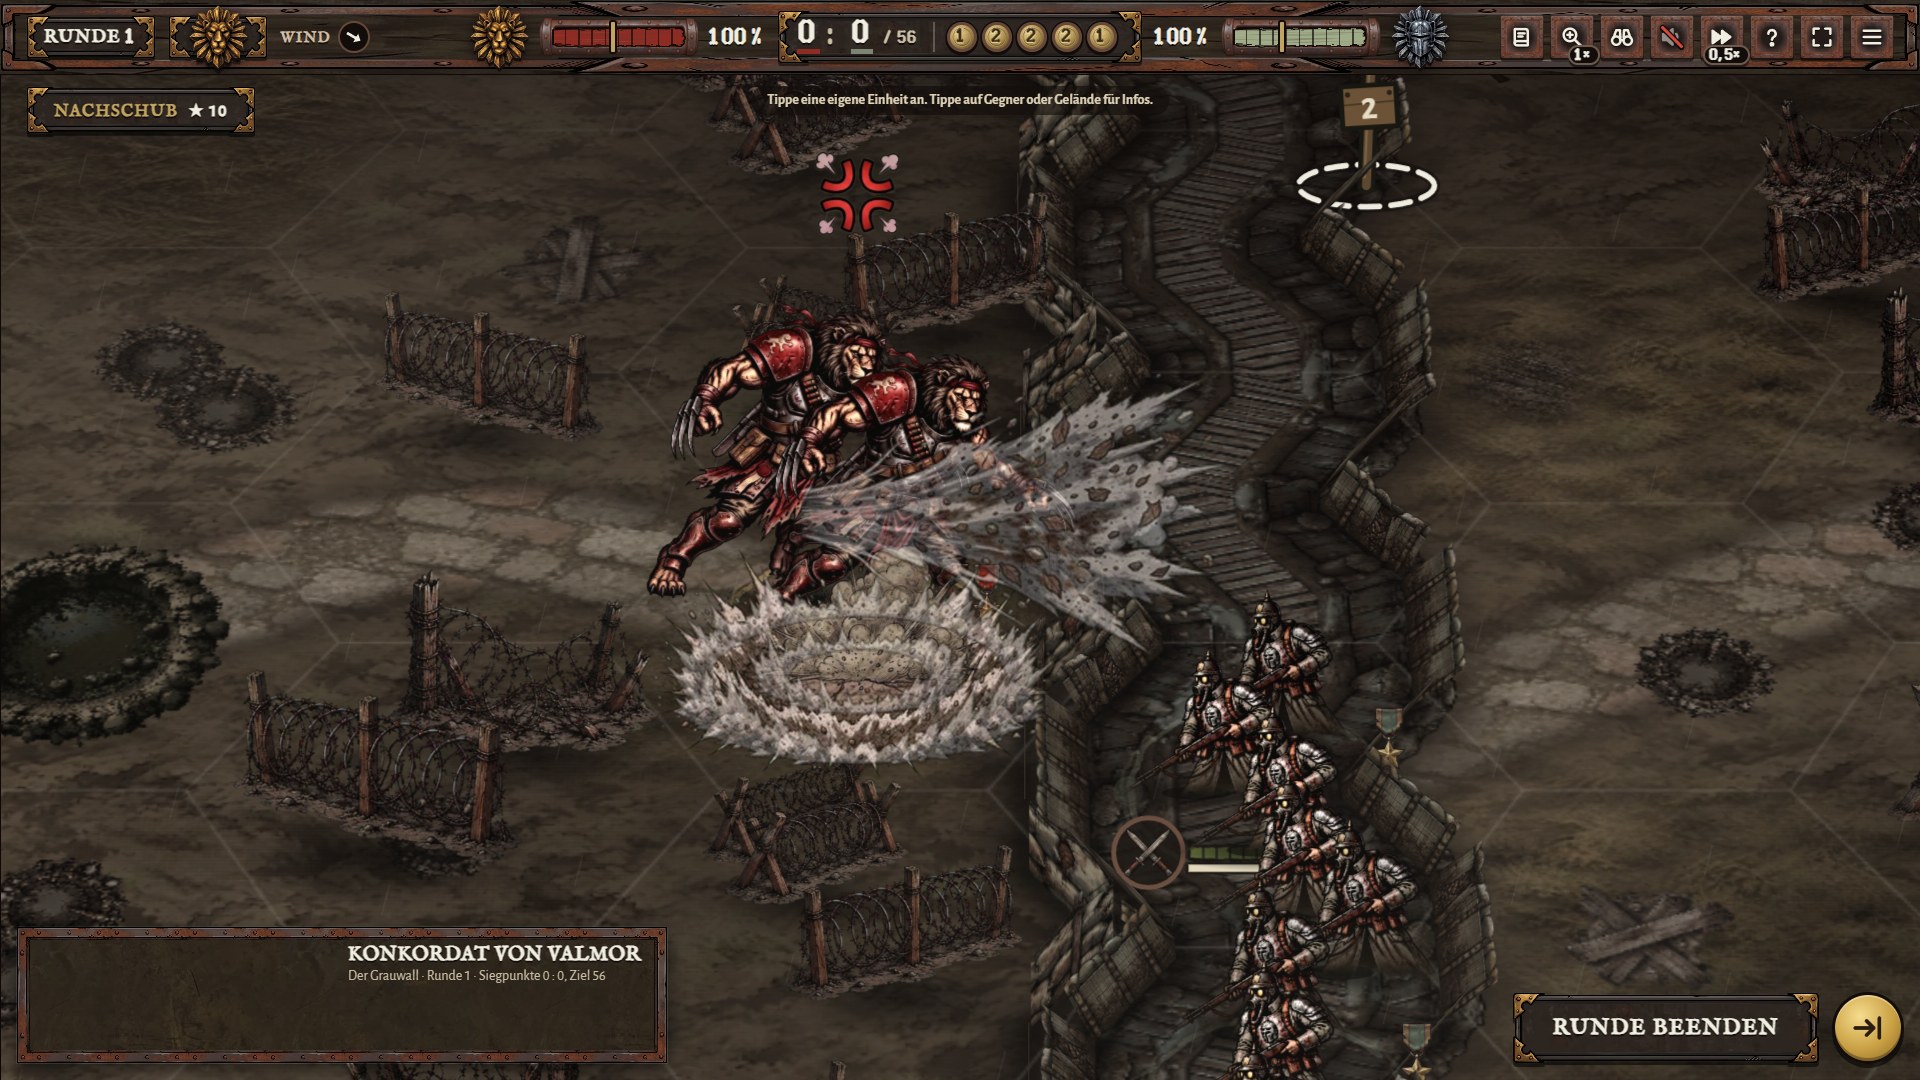 RUNDE 1
WIND
100%
0 : 0 / 56
1 2 2 2 1
100%
1×
0,5×
?
NACHSCHUB ★ 10
Tippe eine eigene Einheit an. Tippe auf Gegner oder Gelände für Infos.
2
KONKORDAT VON VALMOR
Der Grauwall · Runde 1 · Siegpunkte 0 : 0, Ziel 56
RUNDE BEENDEN